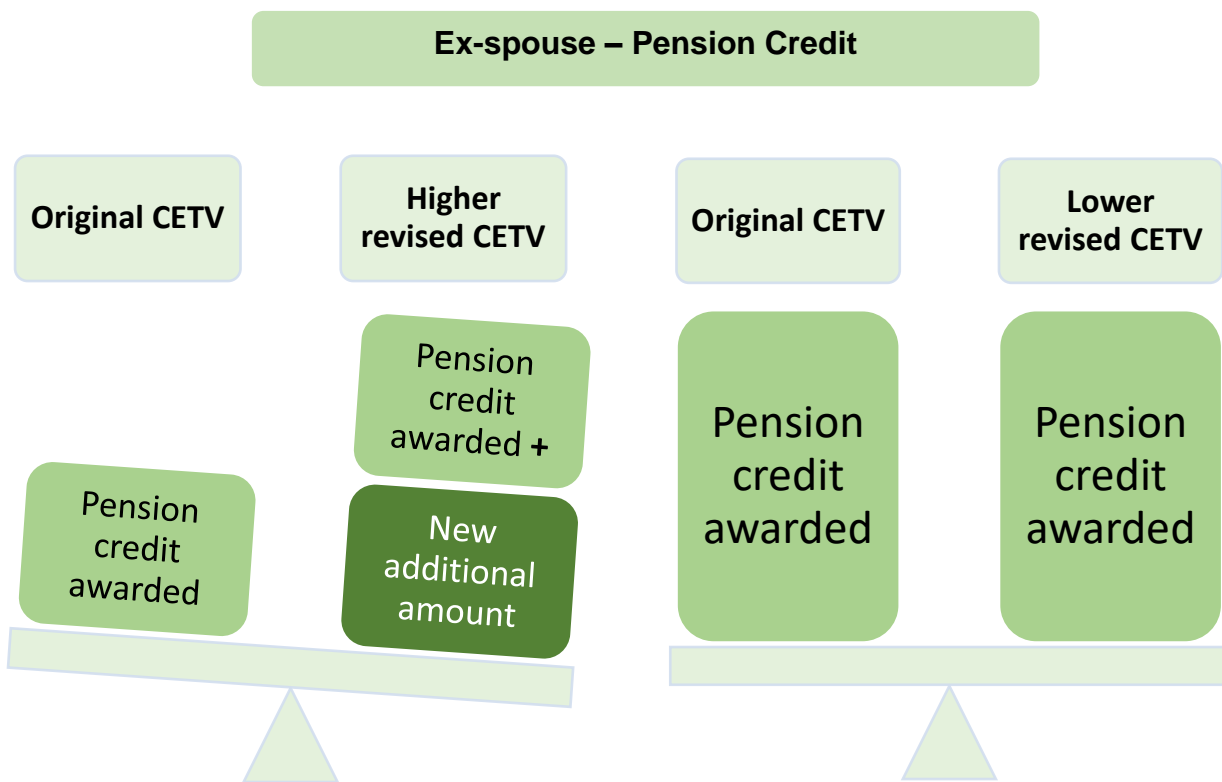 Ex-spouse – Pension Credit
Original CETV
Higher
revised CETV
Original CETV
Lower
revised CETV
Pension
credit
awarded
Pension
credit
awarded +
New
additional
amount
Pension
credit
awarded
Pension
credit
awarded